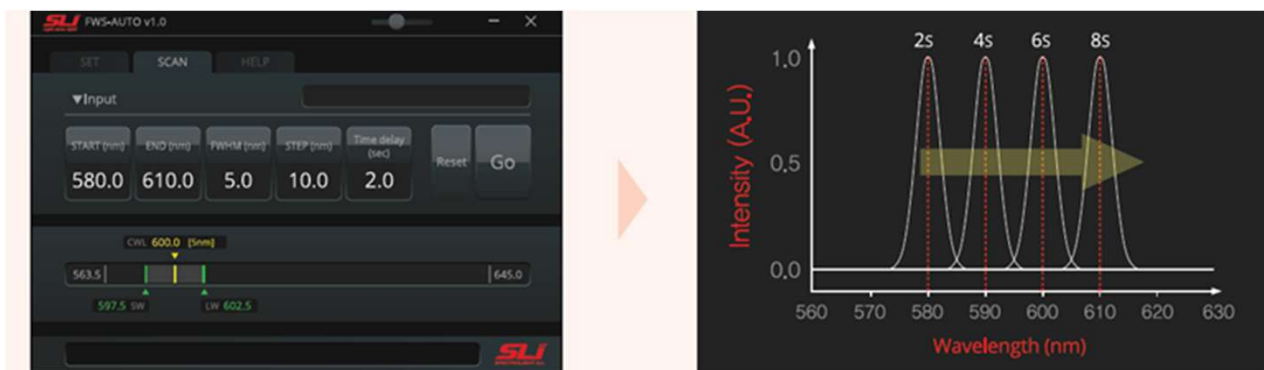 SLI FWS-AUTO v1.0
SET SCAN HELP
▼Input
START (nm) END (nm) FWHM (nm) STEP (nm) Time delay (sec)
580.0 610.0 5.0 10.0 2.0
Reset Go
CWL 600.0 [5nm]
563.5 645.0
597.5 SW LW 602.5
SLI
2s 4s 6s 8s
1.0
0.5
0.0
Intensity (A.U.)
560 570 580 590 600 610 620 630
Wavelength (nm)